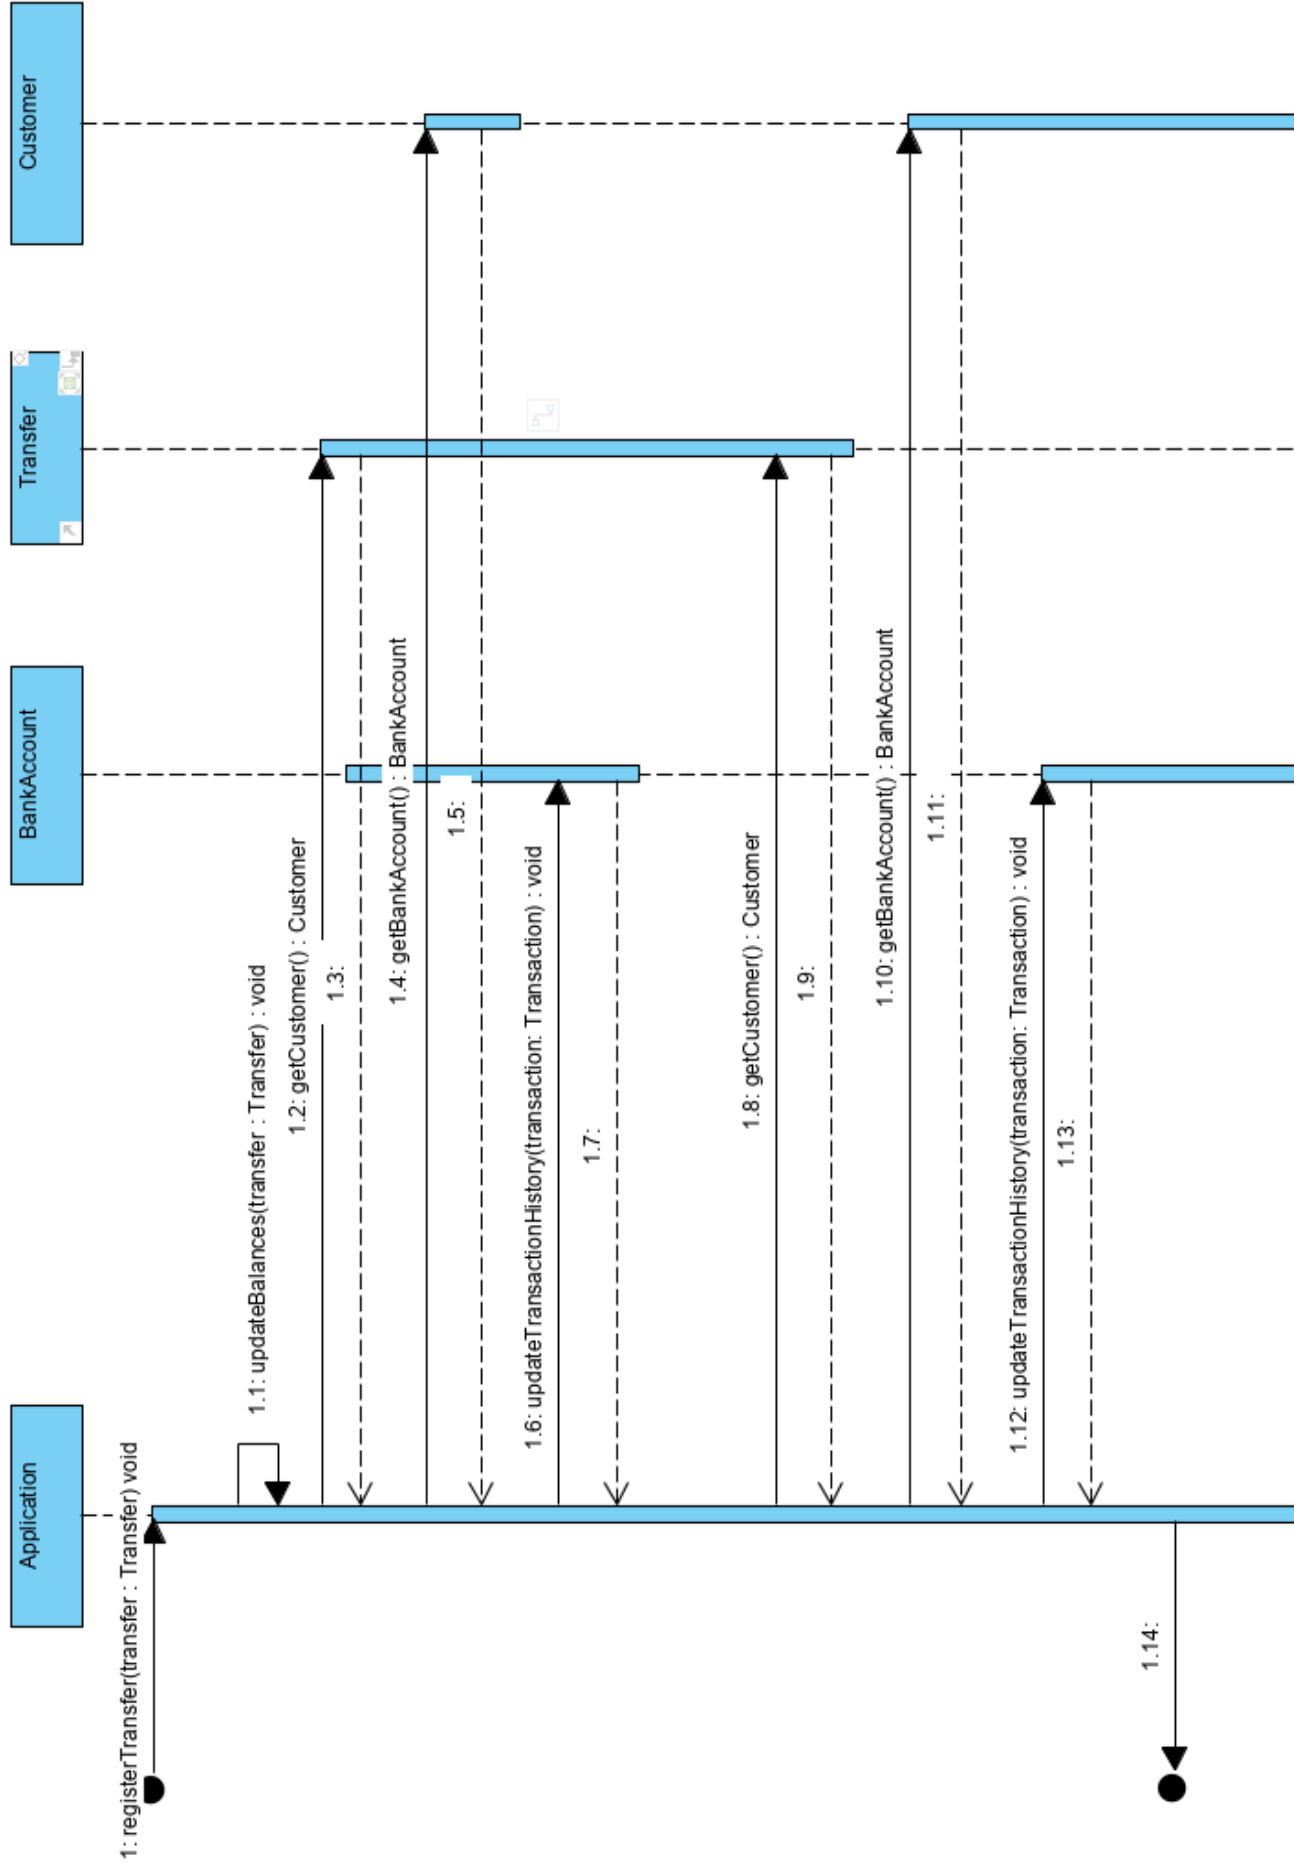 Application
BankAccount
Transfer
Customer
1: registerTransfer(transfer : Transfer) void
1.1: updateBalances(transfer : Transfer) : void
1.2: getCustomer() : Customer
1.3:
1.4: getBankAccount() : BankAccount
1.5:
1.6: updateTransactionHistory(transaction: Transaction) : void
1.7:
1.8: getCustomer() : Customer
1.9:
1.10: getBankAccount() : BankAccount
1.11:
1.12: updateTransactionHistory(transaction: Transaction) : void
1.13:
1.14: